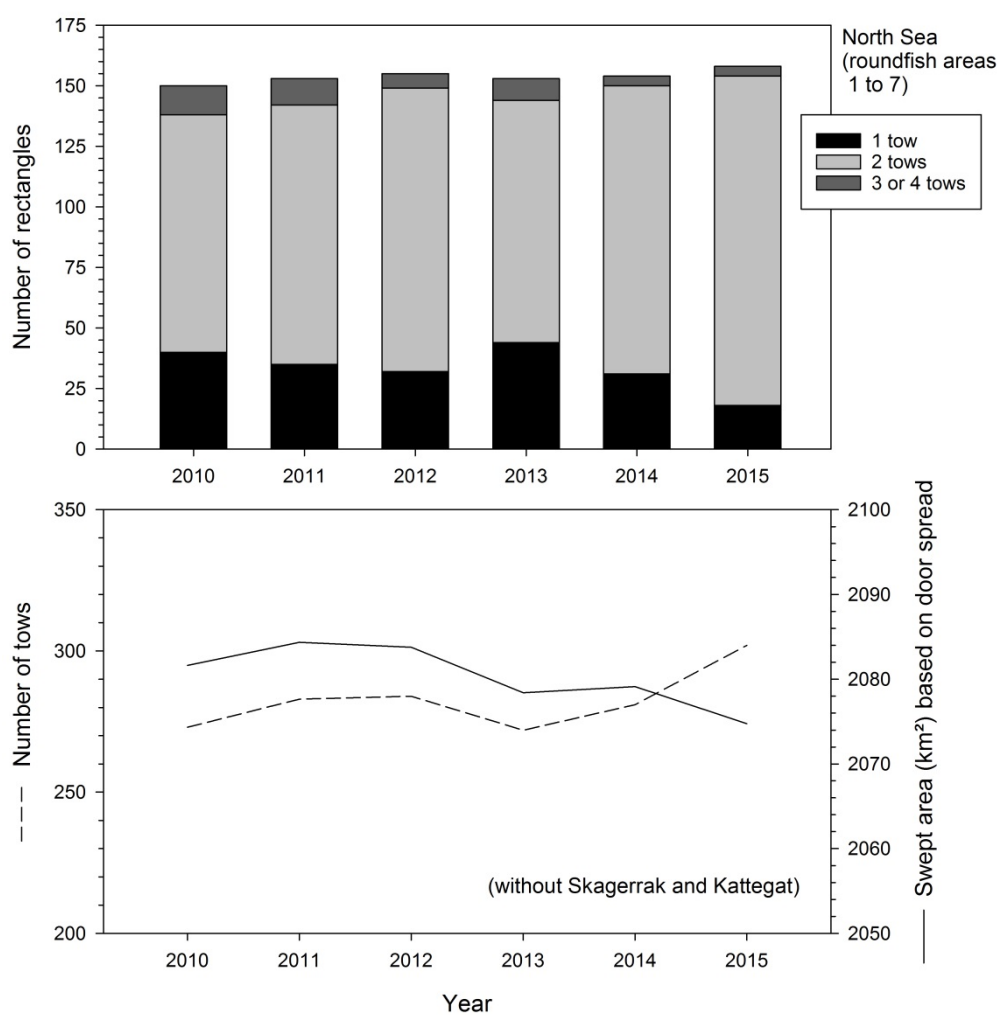 175
150
125
100
75
50
25
0
Number of rectangles
2010
2011
2012
2013
2014
2015
North Sea
(roundfish areas
1 to 7)
1 tow
2 tows
3 or 4 tows
350
300
250
200
Number of tows
2100
2090
2080
2070
2060
2050
Swept area (km²) based on door spread
(without Skagerrak and Kattegat)
2010
2011
2012
2013
2014
2015
Year